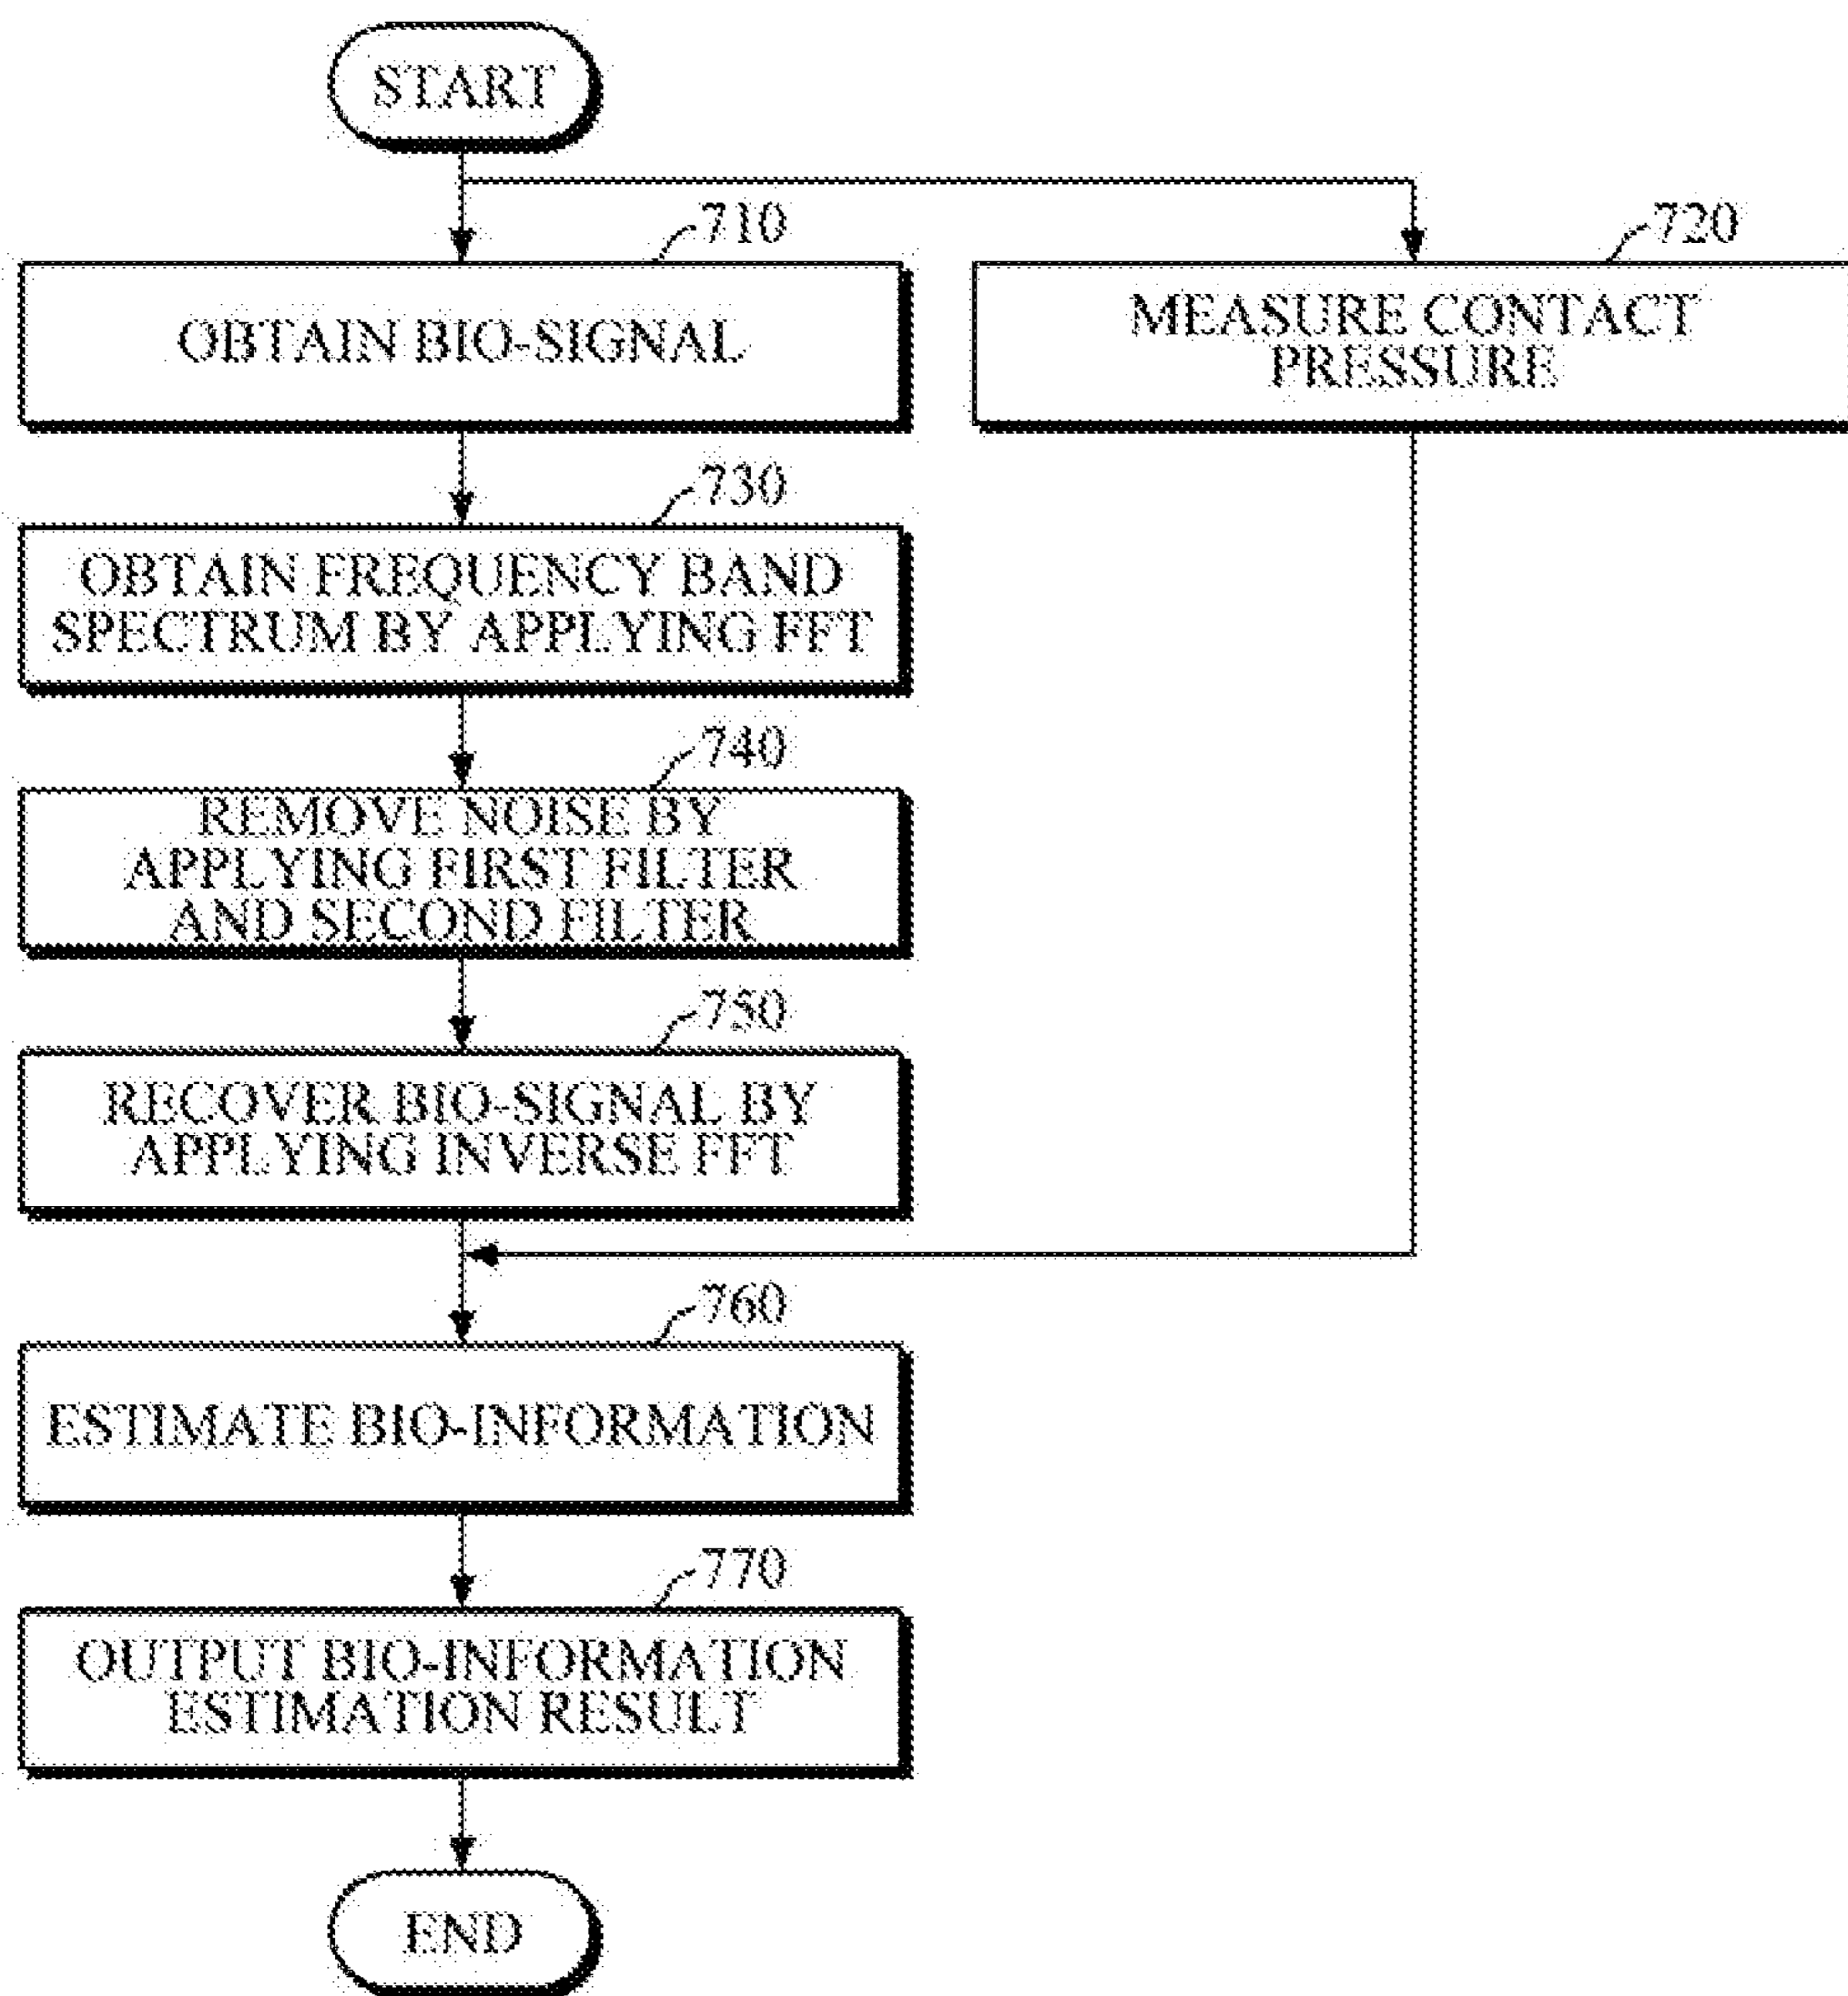 START
710
720
OBTAIN BIO-SIGNAL
MEASURE CONTACT
PRESSURE
730
OBTAIN FREQUENCY BAND
SPECTRUM BY APPLYING FFT
740
REMOVE NOISE BY
APPLYING FIRST FILTER
AND SECOND FILTER
750
RECOVER BIO-SIGNAL BY
APPLYING INVERSE FFT
760
ESTIMATE BIO-INFORMATION
770
OUTPUT BIO-INFORMATION
ESTIMATION RESULT
END